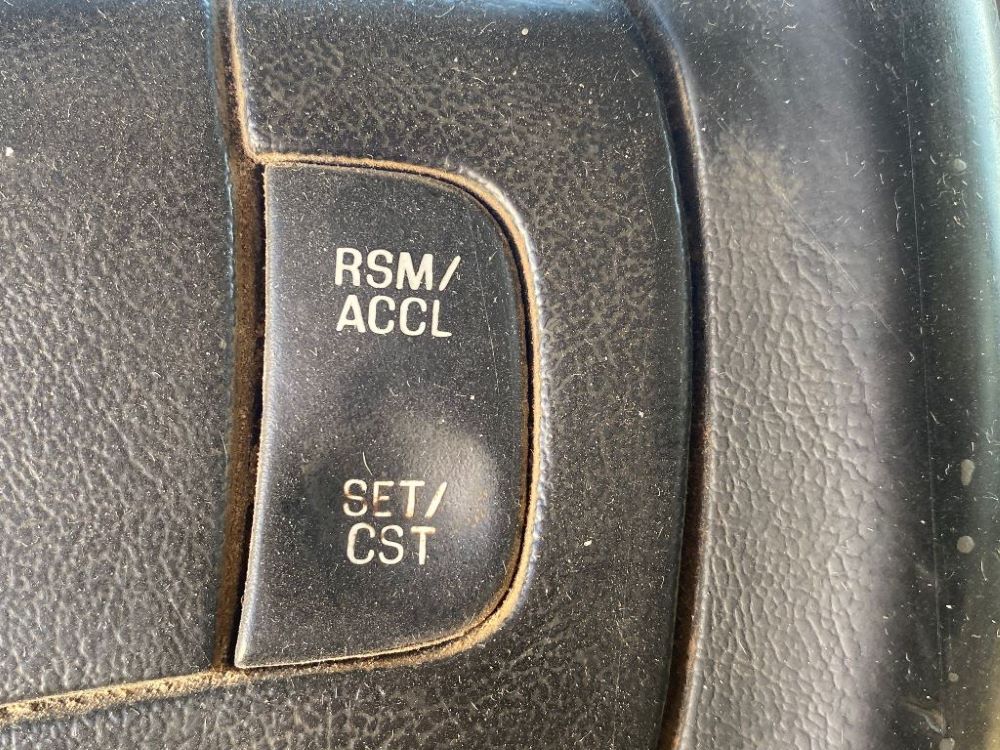 RSM/
ACCL
SET/
CST